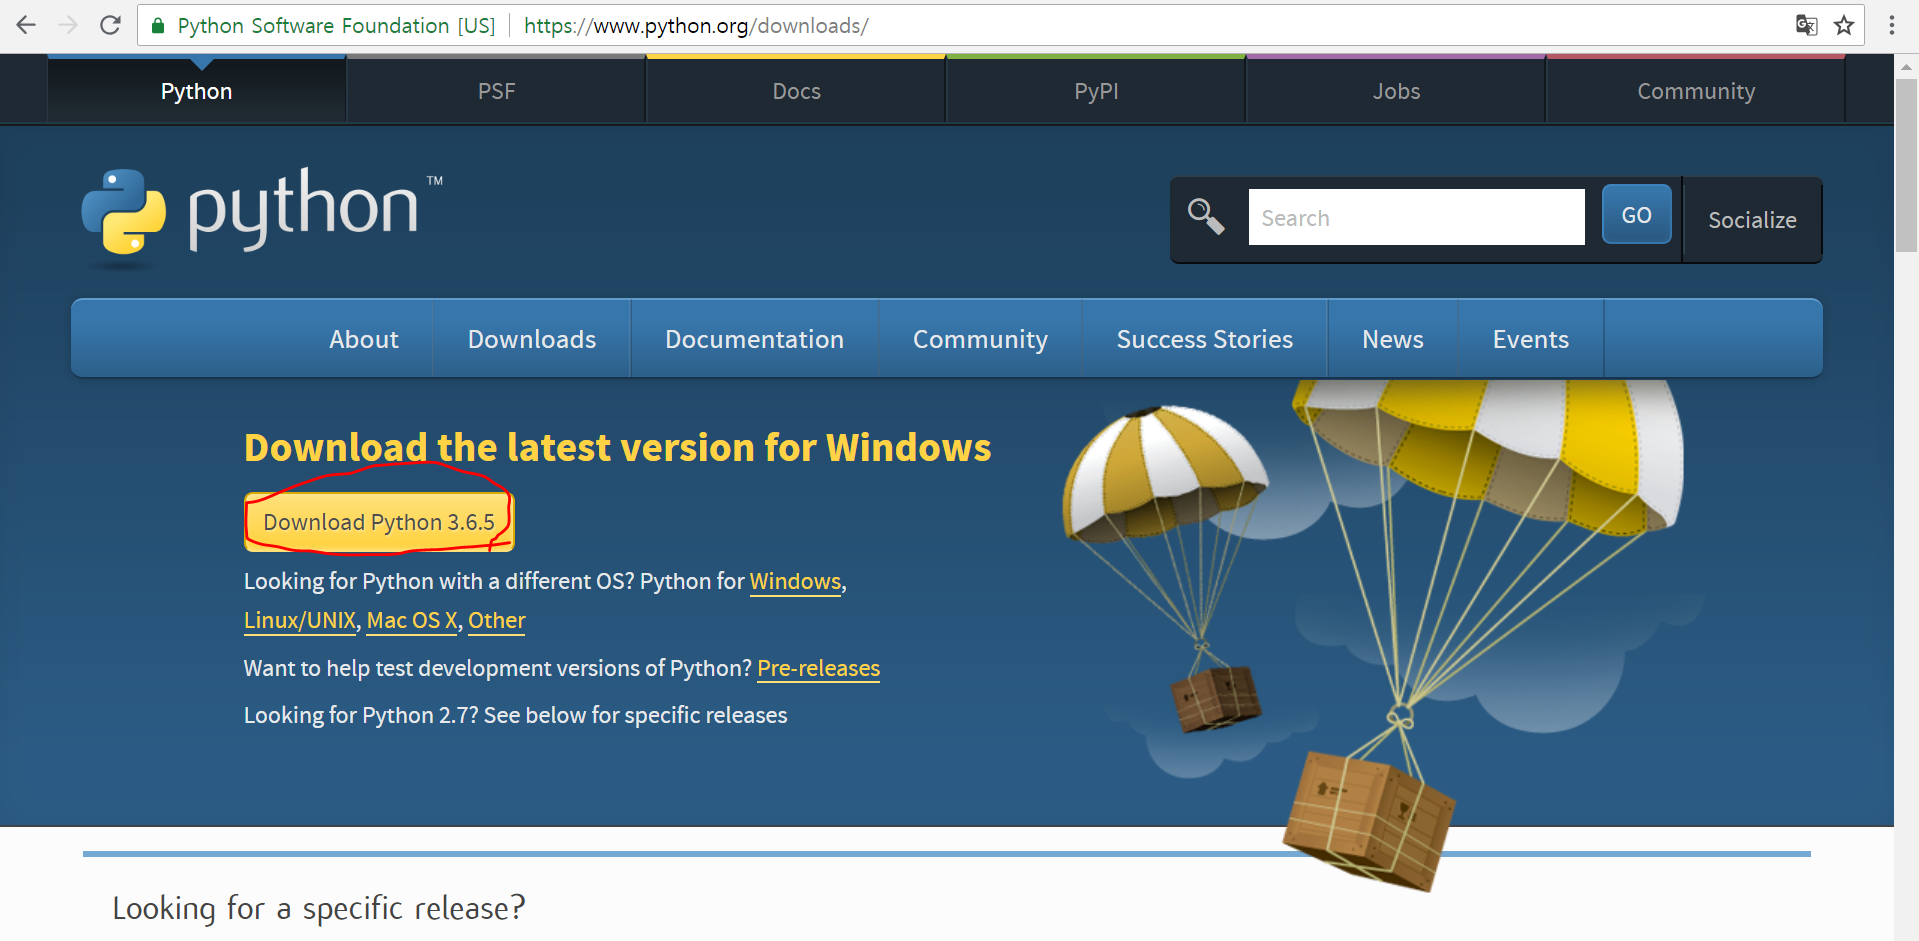 Python Software Foundation [US] https://www.python.org/downloads/
Python PSF Docs PyPI Jobs Community
python™
Search GO Socialize
About Downloads Documentation Community Success Stories News Events
Download the latest version for Windows
Download Python 3.6.5
Looking for Python with a different OS? Python for Windows,
Linux/UNIX, Mac OS X, Other
Want to help test development versions of Python? Pre-releases
Looking for Python 2.7? See below for specific releases
Looking for a specific release?